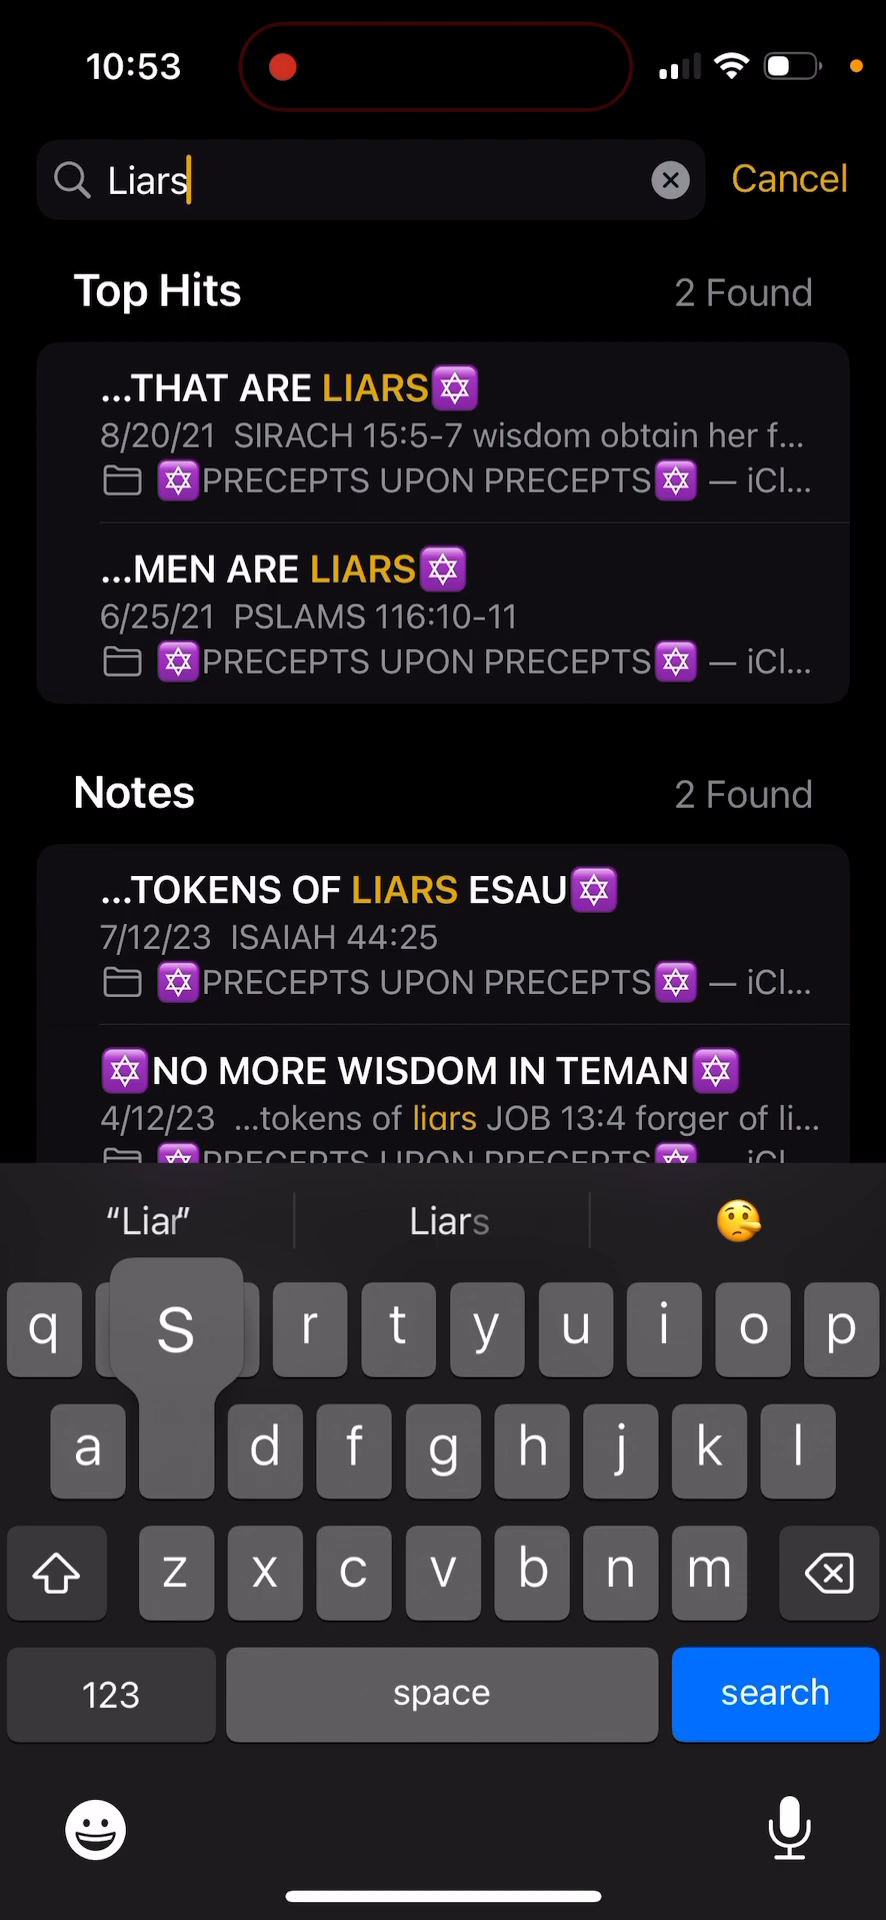 10:53
Liars
Cancel
Top Hits
2 Found
...THAT ARE LIARS🔯
8/20/21 SIRACH 15:5-7 wisdom obtain her f...
🔯PRECEPTS UPON PRECEPTS🔯 — iCl...
...MEN ARE LIARS🔯
6/25/21 PSLAMS 116:10-11
🔯PRECEPTS UPON PRECEPTS🔯 — iCl...
Notes
2 Found
...TOKENS OF LIARS ESAU🔯
7/12/23 ISAIAH 44:25
🔯PRECEPTS UPON PRECEPTS🔯 — iCl...
🔯NO MORE WISDOM IN TEMAN🔯
4/12/23 ...tokens of liars JOB 13:4 forger of li...
🔯PRECEPTS UPON PRECEPTS🔯 — iCl...
“Liar” Liars 🤥
q S r t y u i o p
a d f g h j k l
z x c v b n m
123 space search